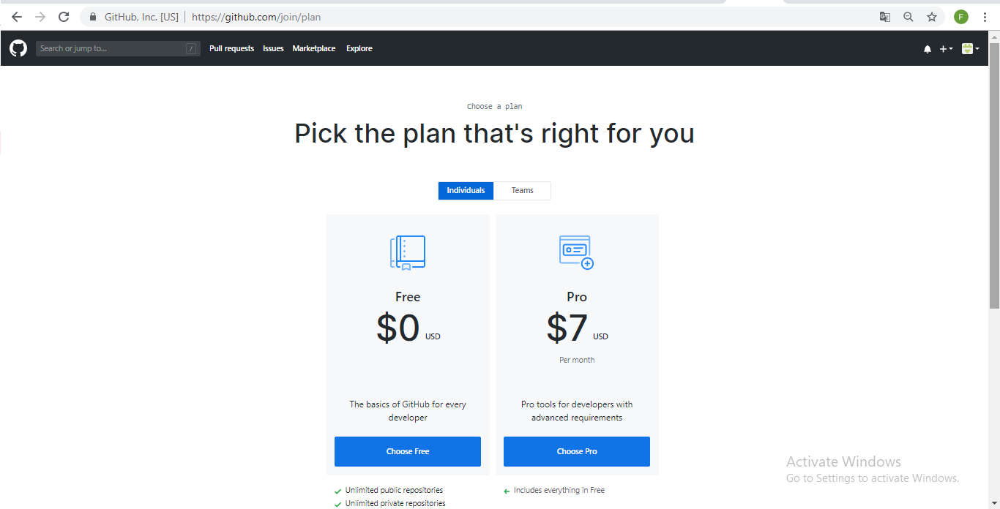 GitHub, Inc. [US] | https://github.com/join/plan
F
Search or jump to... /
Pull requests Issues Marketplace Explore
Choose a plan
Pick the plan that's right for you
Individuals Teams
Free
$0 USD
The basics of GitHub for every
developer
Choose Free
Unlimited public repositories
Unlimited private repositories
Pro
$7 USD
Per month
Pro tools for developers with
advanced requirements
Choose Pro
Includes everything in Free
Activate Windows
Go to Settings to activate Windows.